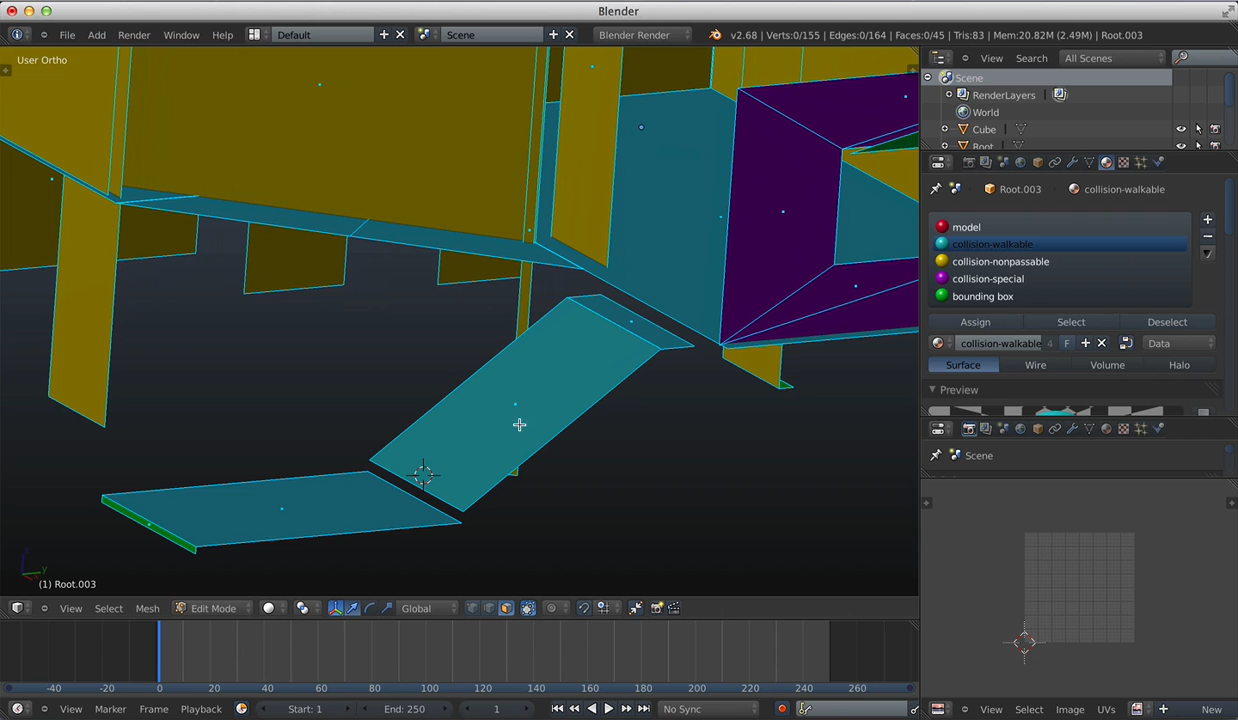 Blender
File Add Render Window Help Default Scene Blender Render v2.68 | Verts:0/155 | Edges:0/164 | Faces:0/45 | Tris:83 | Mem:20.82M (2.49M) | Root.003
User Ortho
(1) Root.003
View Select Mesh Edit Mode Global
-40 -20 0 20 40 60 80 100 120 140 160 180 200 220 240 260
View Marker Frame Playback Start: 1 End: 250 1 No Sync
View Search All Scenes
Scene
RenderLayers
World
Cube
Root
Root.003 collision-walkable
model
collision-walkable
collision-nonpassable
collision-special
bounding box
Assign Select Deselect
collision-walkable 4 F Data
Surface Wire Volume Halo
Preview
Scene
View Select Image UVs New
z
y